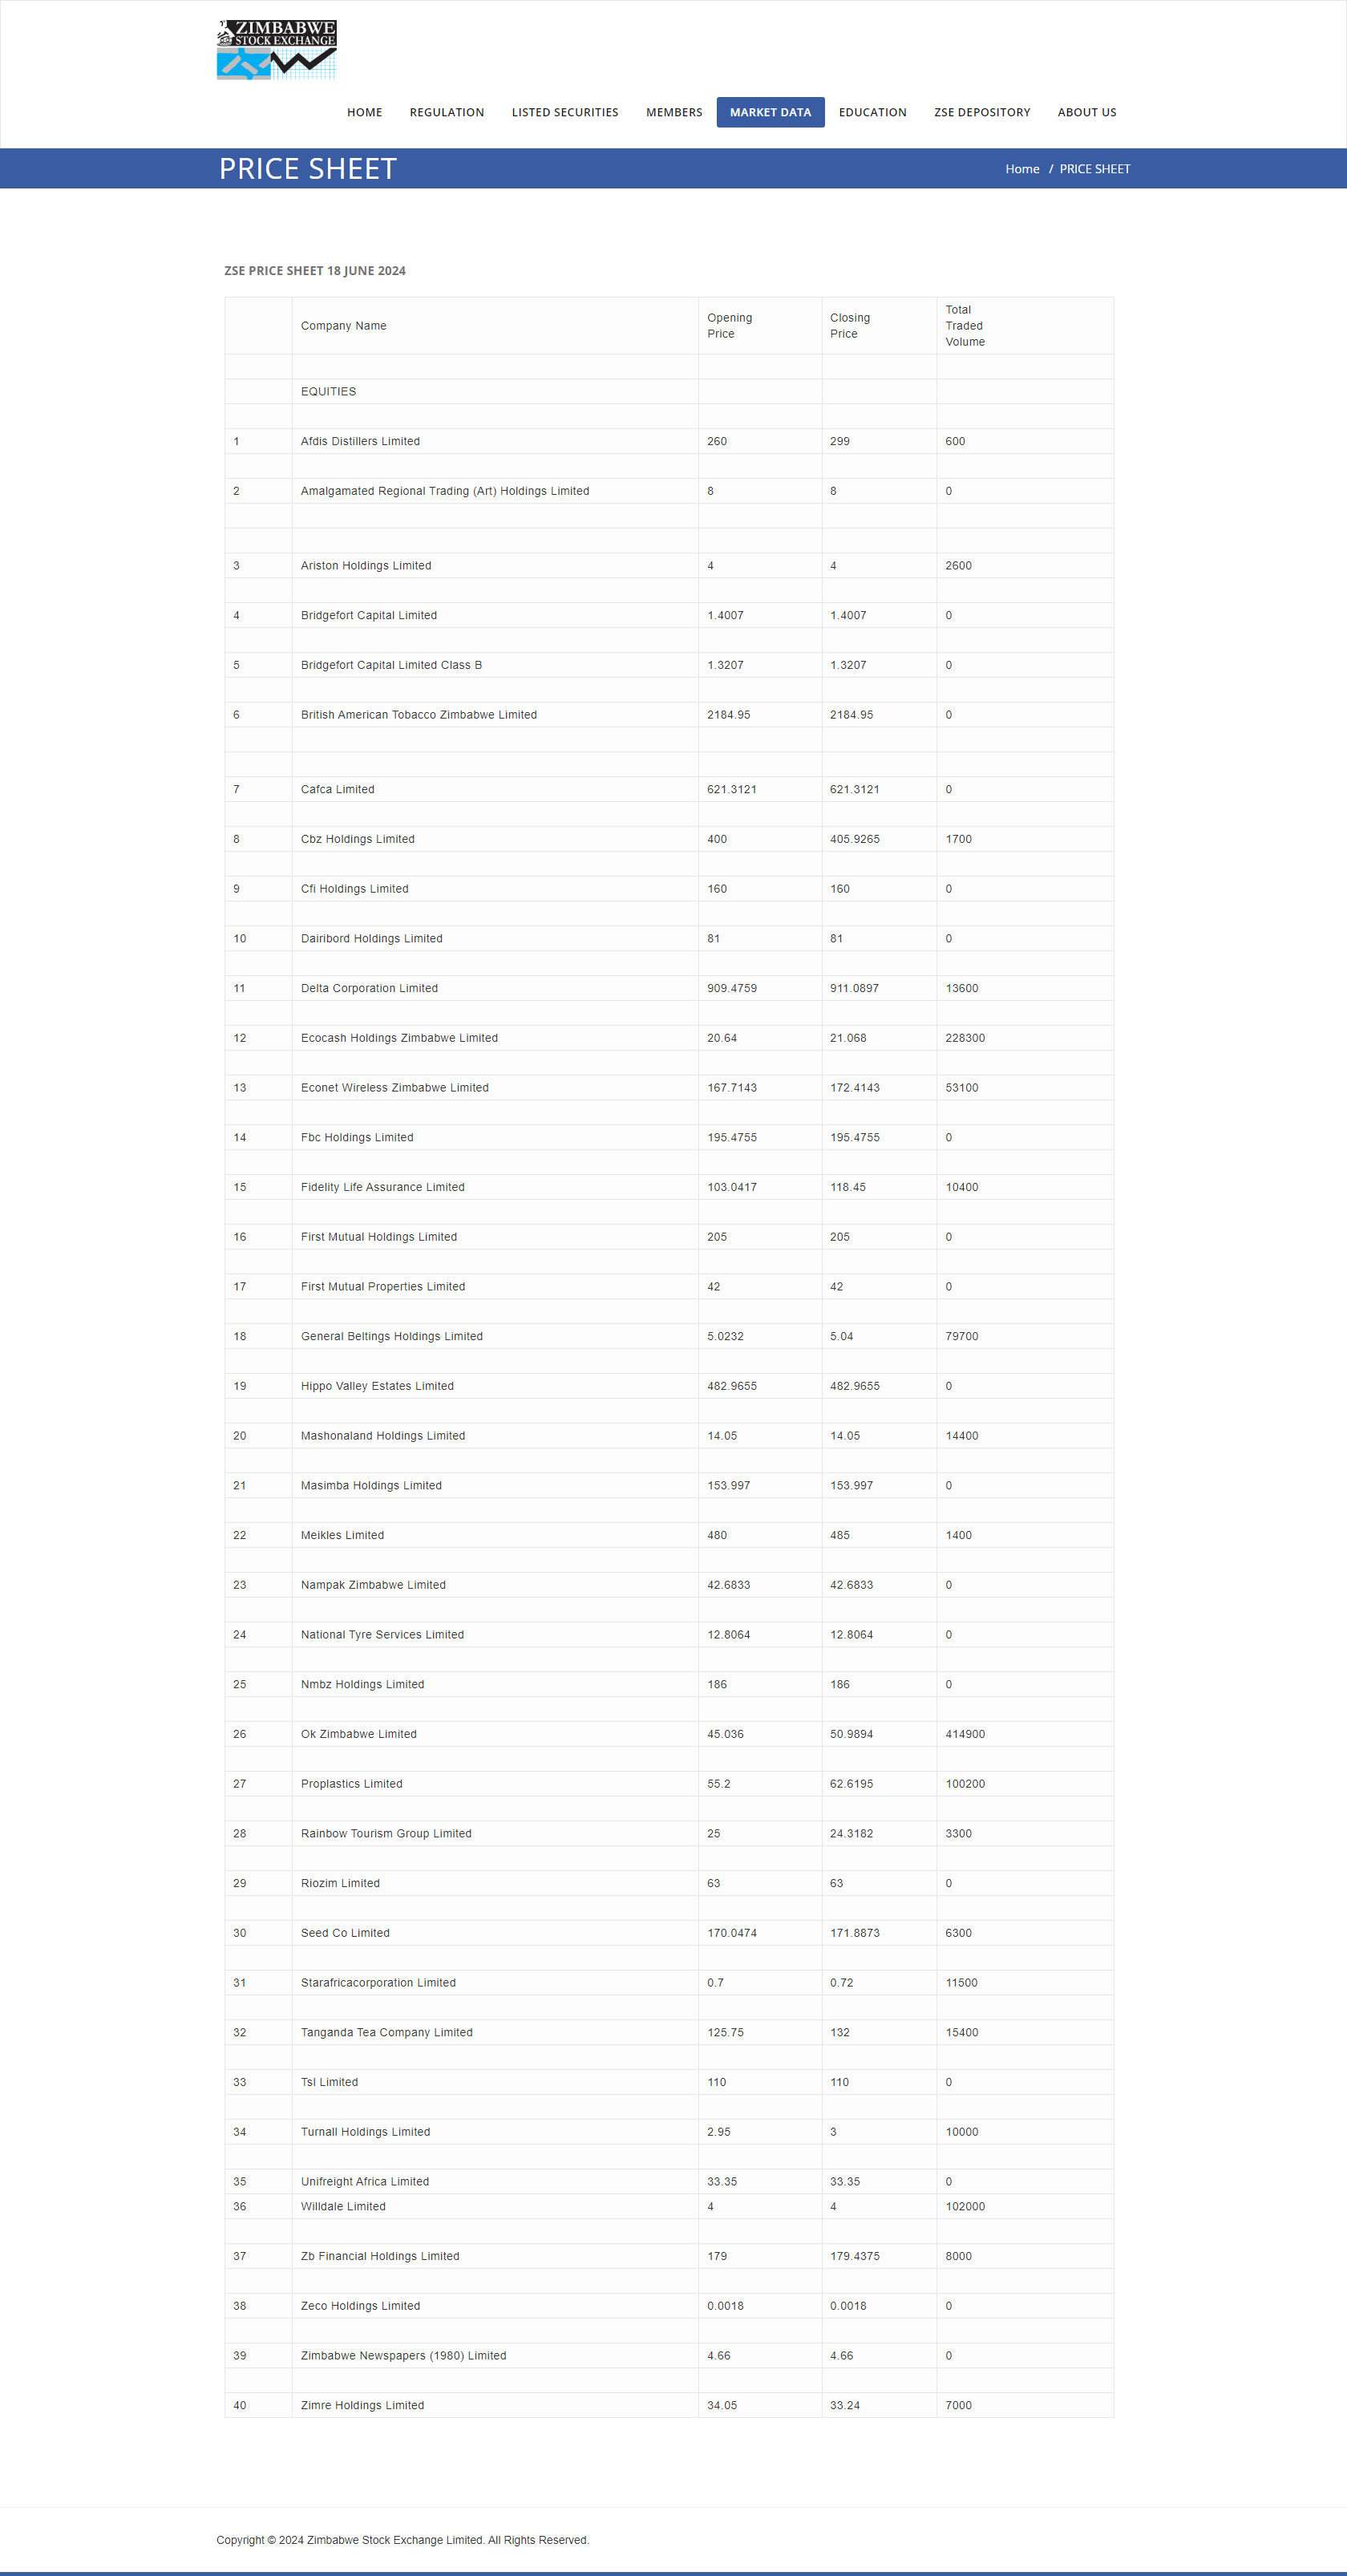 ZIMBABWE
STOCK EXCHANGE
HOME REGULATION LISTED SECURITIES MEMBERS MARKET DATA EDUCATION ZSE DEPOSITORY ABOUT US
PRICE SHEET Home / PRICE SHEET
ZSE PRICE SHEET 18 JUNE 2024
Company Name Opening Price Closing Price Total Traded Volume
EQUITIES
1 Afdis Distillers Limited 260 299 600
2 Amalgamated Regional Trading (Art) Holdings Limited 8 8 0
3 Ariston Holdings Limited 4 4 2600
4 Bridgefort Capital Limited 1.4007 1.4007 0
5 Bridgefort Capital Limited Class B 1.3207 1.3207 0
6 British American Tobacco Zimbabwe Limited 2184.95 2184.95 0
7 Cafca Limited 621.3121 621.3121 0
8 Cbz Holdings Limited 400 405.9265 1700
9 Cfi Holdings Limited 160 160 0
10 Dairibord Holdings Limited 81 81 0
11 Delta Corporation Limited 909.4759 911.0897 13600
12 Ecocash Holdings Zimbabwe Limited 20.64 21.068 228300
13 Econet Wireless Zimbabwe Limited 167.7143 172.4143 53100
14 Fbc Holdings Limited 195.4755 195.4755 0
15 Fidelity Life Assurance Limited 103.0417 118.45 10400
16 First Mutual Holdings Limited 205 205 0
17 First Mutual Properties Limited 42 42 0
18 General Beltings Holdings Limited 5.0232 5.04 79700
19 Hippo Valley Estates Limited 482.9655 482.9655 0
20 Mashonaland Holdings Limited 14.05 14.05 14400
21 Masimba Holdings Limited 153.997 153.997 0
22 Meikles Limited 480 485 1400
23 Nampak Zimbabwe Limited 42.6833 42.6833 0
24 National Tyre Services Limited 12.8064 12.8064 0
25 Nmbz Holdings Limited 186 186 0
26 Ok Zimbabwe Limited 45.036 50.9894 414900
27 Proplastics Limited 55.2 62.6195 100200
28 Rainbow Tourism Group Limited 25 24.3182 3300
29 Riozim Limited 63 63 0
30 Seed Co Limited 170.0474 171.8873 6300
31 Starafricacorporation Limited 0.7 0.72 11500
32 Tanganda Tea Company Limited 125.75 132 15400
33 Tsl Limited 110 110 0
34 Turnall Holdings Limited 2.95 3 10000
35 Unifreight Africa Limited 33.35 33.35 0
36 Willdale Limited 4 4 102000
37 Zb Financial Holdings Limited 179 179.4375 8000
38 Zeco Holdings Limited 0.0018 0.0018 0
39 Zimbabwe Newspapers (1980) Limited 4.66 4.66 0
40 Zimre Holdings Limited 34.05 33.24 7000
Copyright © 2024 Zimbabwe Stock Exchange Limited. All Rights Reserved.